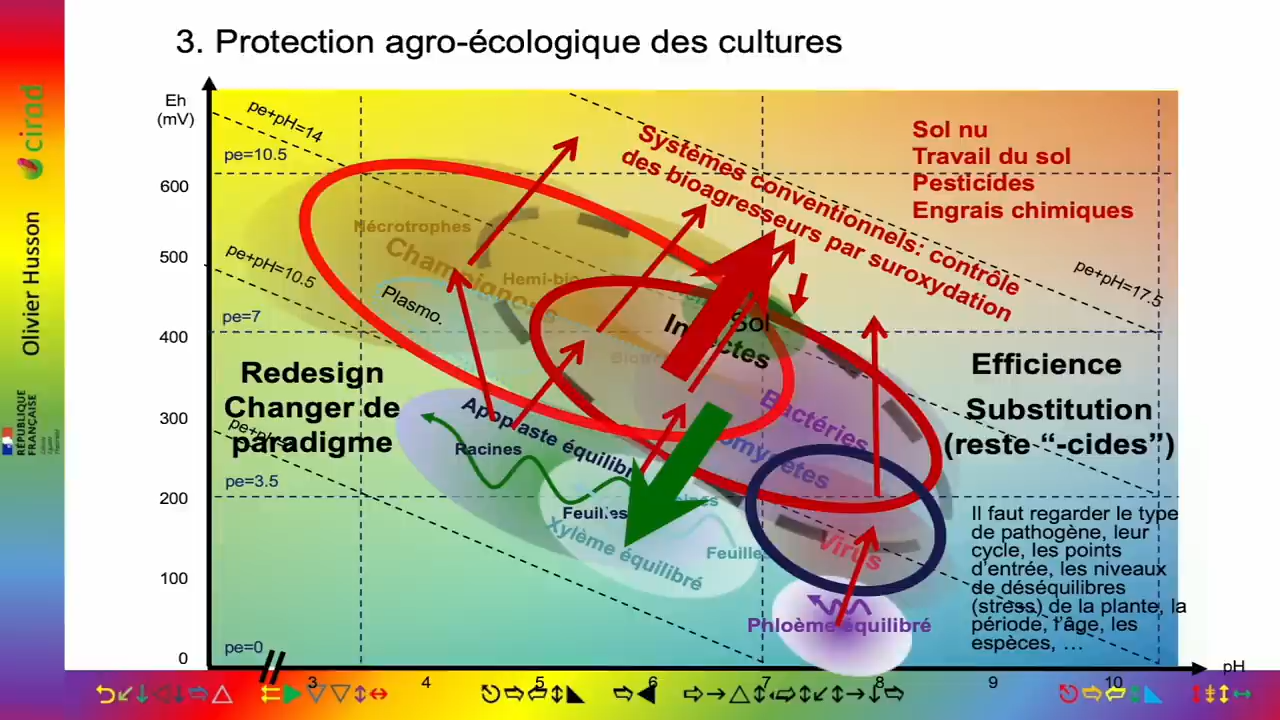 3. Protection agro-écologique des cultures
cirad
Olivier Husson
RÉPUBLIQUE
FRANÇAISE
Eh
(mV)
600
500
400
300
200
100
0
pe+pH=14
pe=10.5
pe+pH=10.5
pe=7
pe=3.5
pe=0
pe+pH=17.5
Systèmes conventionnels: contrôle
des bioagresseurs par suroxydation
Sol nu
Travail du sol
Pesticides
Engrais chimiques
Nécrotrophes
Champignons
Hemi-bio
Plasmo.
Sol
Insectes
Bactéries
Virus
Redesign
Changer de
paradigme
Efficience
Substitution
(reste “-cides”)
Apoplaste équilibré
Racines
Feuilles
Xylème équilibré
Feuilles
Phloème équilibré
Il faut regarder le type
de pathogène, leur
cycle, les points
d’entrée, les niveaux
de déséquilibres
(stress) de la plante, la
période, l’âge, les
espèces, …
pH
3 4 5 6 7 8 9 10